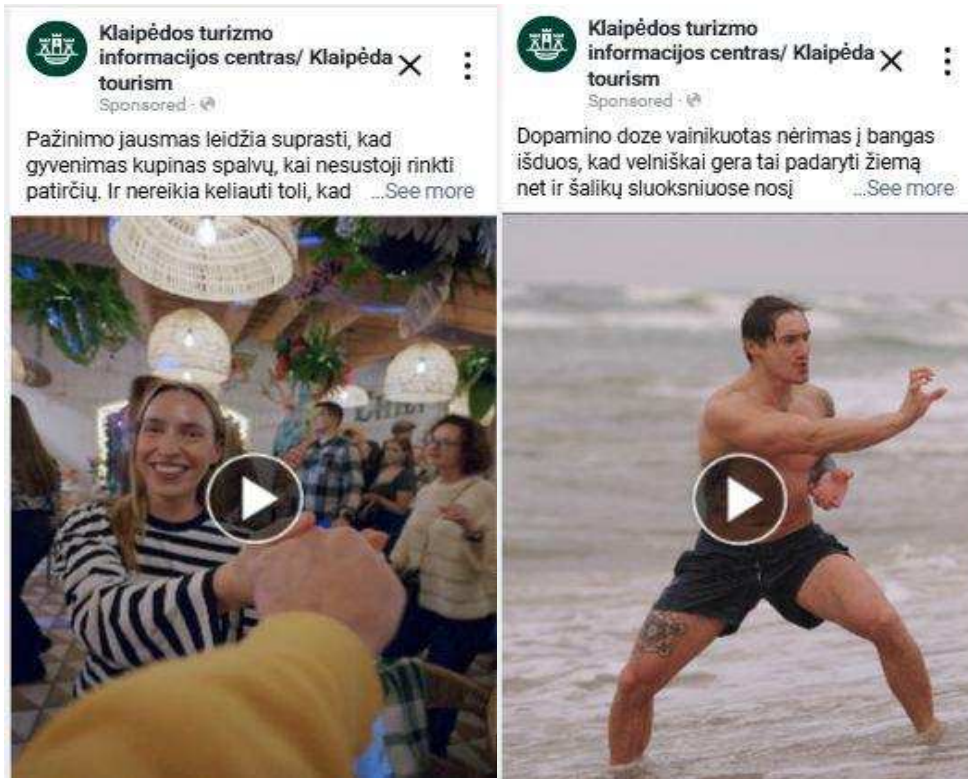 Klaipėdos turizmo
informacijos centras/ Klaipėda
tourism
Sponsored ·
Pažinimo jausmas leidžia suprasti, kad
gyvenimas kupinas spalvų, kai nesustoji rinkti
patirčių. Ir nereikia keliauti toli, kad ...See more
Klaipėdos turizmo
informacijos centras/ Klaipėda
tourism
Sponsored ·
Dopamino doze vainikuotas nėrimas į bangas
išduos, kad velniškai gera tai padaryti žiemą
net ir šalikų sluoksniuose nosį ...See more